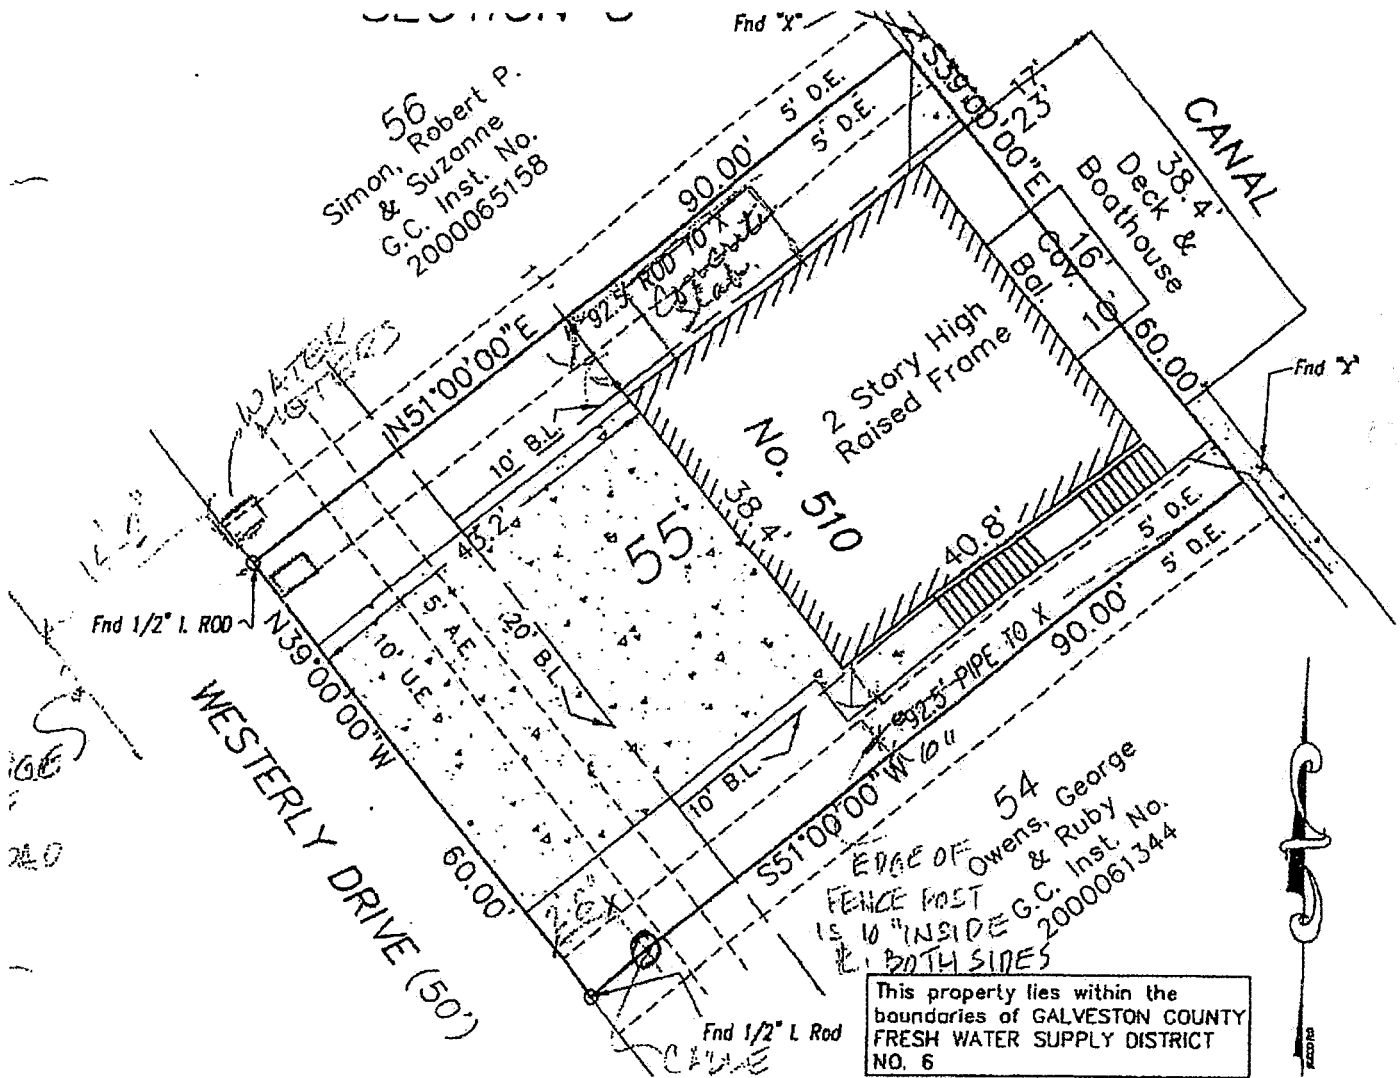 Fnd "X"
56
Simon, Robert P.
& Suzanne
G.C. Inst. No.
2000065158
5' D.E.
5' D.E.
90.00'
92.5' ROD TO X
Concrete
Slab.
S39°00'00"E
17'
23'
CANAL
38.4'
Deck &
Boathouse
16'
Cov.
Bal.
10'
60.00'
Fnd "X"
WATER
METERS
N51°00'00"E
10' B.L.
43.2'
2 Story High
Raised Frame
No. 510
38.4'
40.8'
55
Fnd 1/2" I. ROD
N39°00'00"W
5' A.E.
10' U.E.
20' B.L.
5' D.E.
5' D.E.
92.5' PIPE TO X
90.00'
10' B.L.
S51°00'00"W
10"
WESTERLY DRIVE (50')
60.00'
54
Owens, George
& Ruby
G.C. Inst. No.
2000061344
EDGE OF
FENCE POST
IS 10" INSIDE
BOTH SIDES
Fnd 1/2" I. Rod
This property lies within the
boundaries of GALVESTON COUNTY
FRESH WATER SUPPLY DISTRICT
NO. 6